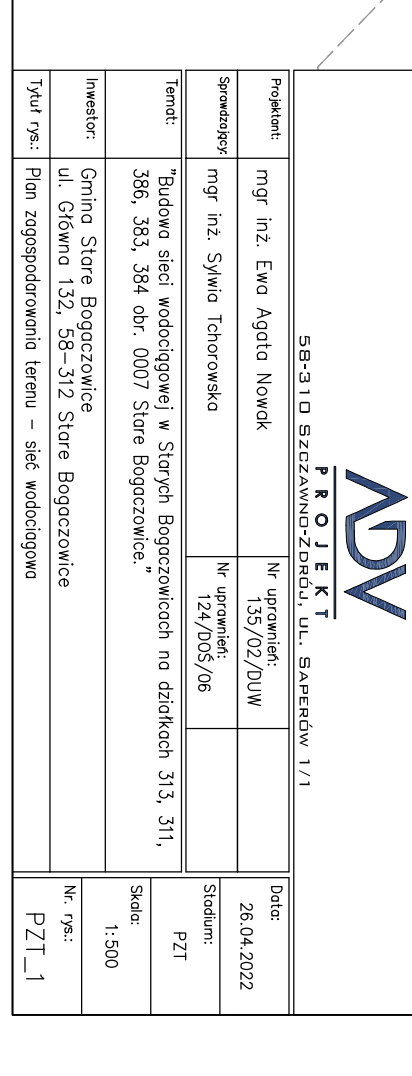 ADV
PROJEKT
58-310 SZCZAWNO-ZDRÓJ, UL. SAPERÓW 1/1
Projektant:
mgr inż. Ewa Agata Nowak
Nr uprawnień:
135/02/DUW
Data:
26.04.2022
Sprawdzający:
mgr inż. Sylwia Tchorowska
Nr uprawnień:
124/DOŚ/06
Stadium:
PZT
Temat:
"Budowa sieci wodociągowej w Starych Bogaczowicach na działkach 313, 311,
386, 383, 384 obr. 0007 Stare Bogaczowice."
Skala:
1:500
Inwestor:
Gmina Stare Bogaczowice
ul. Główna 132, 58-312 Stare Bogaczowice
Nr. rys.:
PZT_1
Tytuł rys.:
Plan zagospodarowania terenu – sieć wodociągowa